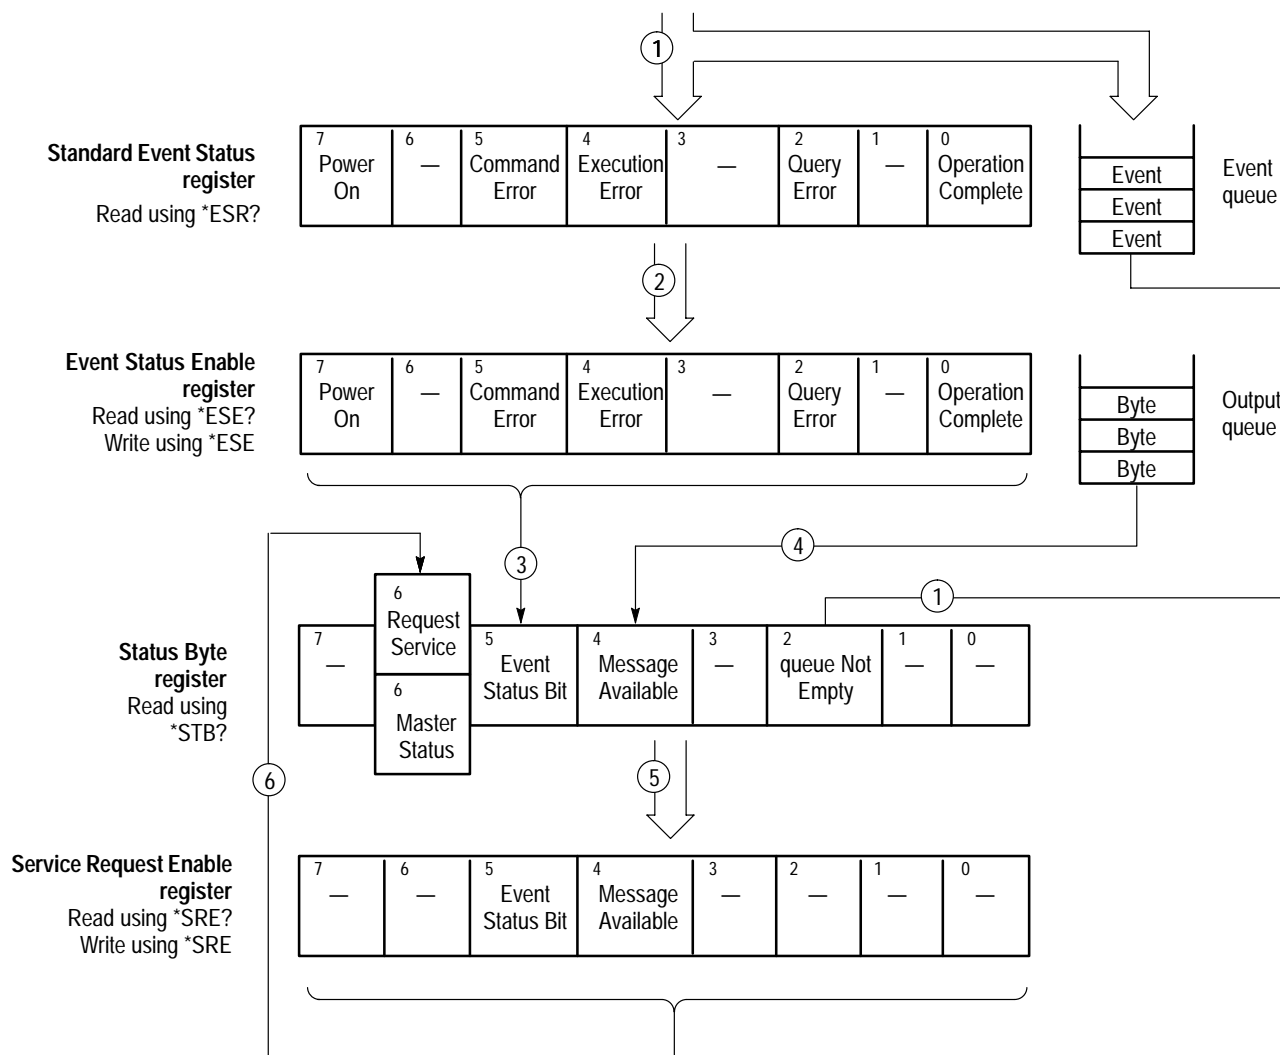 1
Standard Event Status
register
Read using *ESR?
7 6 5 4 3 2 1 0
Power
On
—
Command
Error
Execution
Error
—
Query
Error
—
Operation
Complete
Event
Event
Event
Event
queue
2
Event Status Enable
register
Read using *ESE?
Write using *ESE
7 6 5 4 3 2 1 0
Power
On
—
Command
Error
Execution
Error
—
Query
Error
—
Operation
Complete
Byte
Byte
Byte
Output
queue
3
4
1
Status Byte
register
Read using
*STB?
7
—
6
Request
Service
6
Master
Status
5
Event
Status Bit
4
Message
Available
3
—
2
queue Not
Empty
1
—
0
—
6
5
Service Request Enable
register
Read using *SRE?
Write using *SRE
7
—
6
—
5
Event
Status Bit
4
Message
Available
3
—
2
—
1
—
0
—